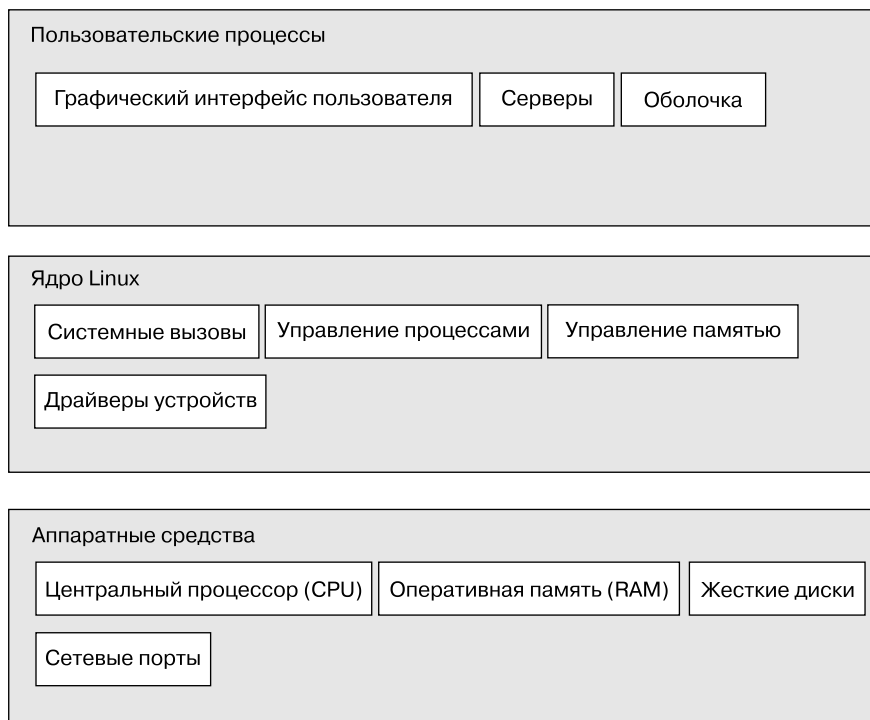 Пользовательские процессы
Графический интерфейс пользователя
Серверы
Оболочка
Ядро Linux
Системные вызовы
Управление процессами
Управление памятью
Драйверы устройств
Аппаратные средства
Центральный процессор (CPU)
Оперативная память (RAM)
Жесткие диски
Сетевые порты